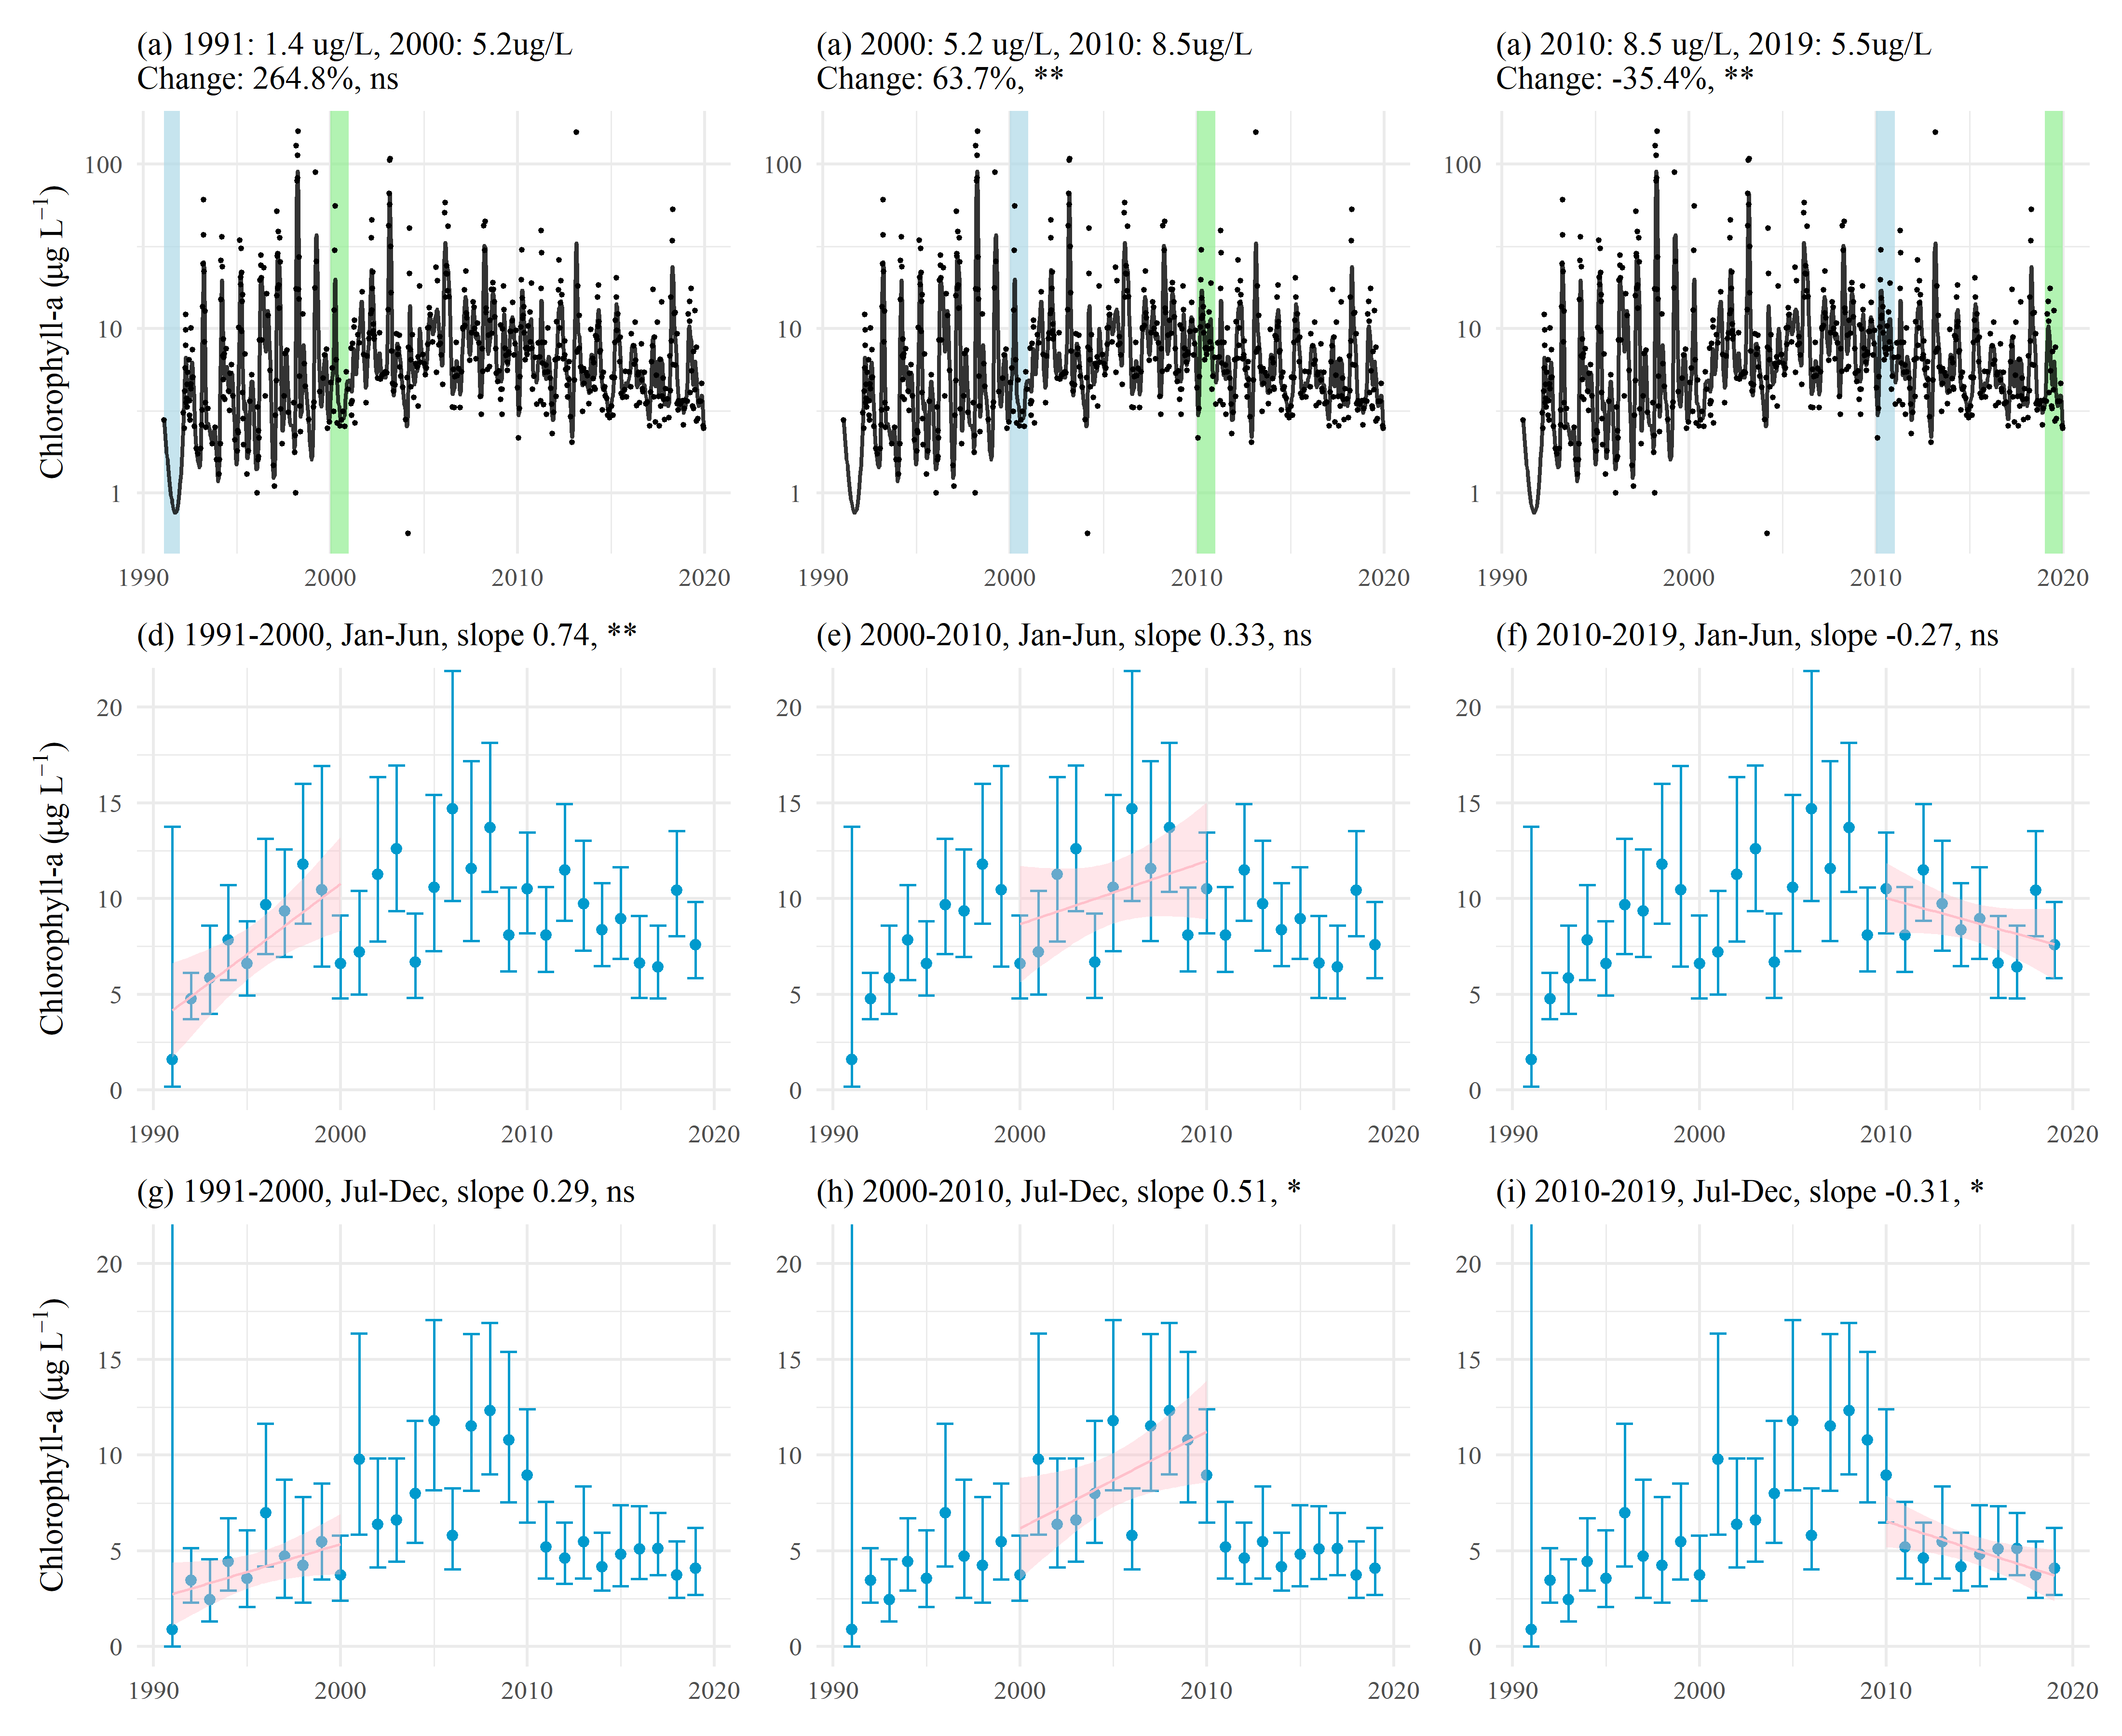 (a) 1991: 1.4 ug/L, 2000: 5.2ug/L
Change: 264.8%, ns
(a) 2000: 5.2 ug/L, 2010: 8.5ug/L
Change: 63.7%, **
(a) 2010: 8.5 ug/L, 2019: 5.5ug/L
Change: -35.4%, **
Chlorophyll-a (µg L⁻¹)
100
10
1
1990 2000 2010 2020
100
10
1
1990 2000 2010 2020
100
10
1
1990 2000 2010 2020
(d) 1991-2000, Jan-Jun, slope 0.74, **
(e) 2000-2010, Jan-Jun, slope 0.33, ns
(f) 2010-2019, Jan-Jun, slope -0.27, ns
Chlorophyll-a (µg L⁻¹)
20
15
10
5
0
1990 2000 2010 2020
20
15
10
5
0
1990 2000 2010 2020
20
15
10
5
0
1990 2000 2010 2020
(g) 1991-2000, Jul-Dec, slope 0.29, ns
(h) 2000-2010, Jul-Dec, slope 0.51, *
(i) 2010-2019, Jul-Dec, slope -0.31, *
Chlorophyll-a (µg L⁻¹)
20
15
10
5
0
1990 2000 2010 2020
20
15
10
5
0
1990 2000 2010 2020
20
15
10
5
0
1990 2000 2010 2020